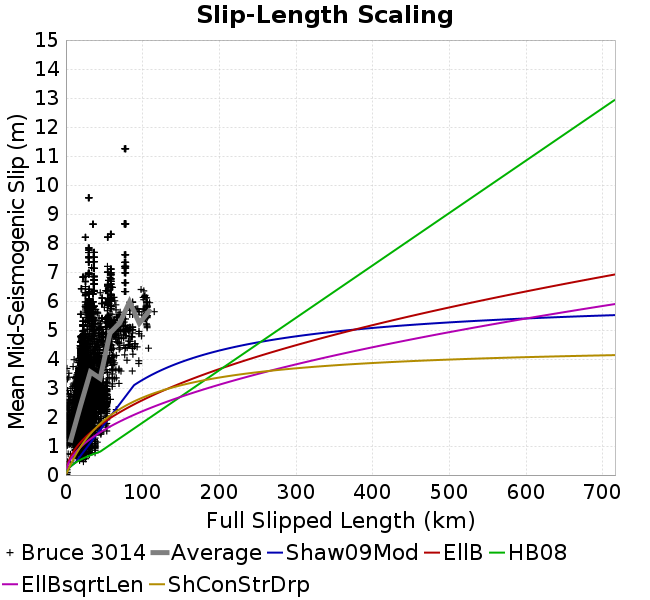 Slip-Length Scaling
Mean Mid-Seismogenic Slip (m)
15
14
13
12
11
10
9
8
7
6
5
4
3
2
1
0
0 100 200 300 400 500 600 700
Full Slipped Length (km)
Bruce 3014 Average Shaw09Mod EllB HB08
EllBsqrtLen ShConStrDrp